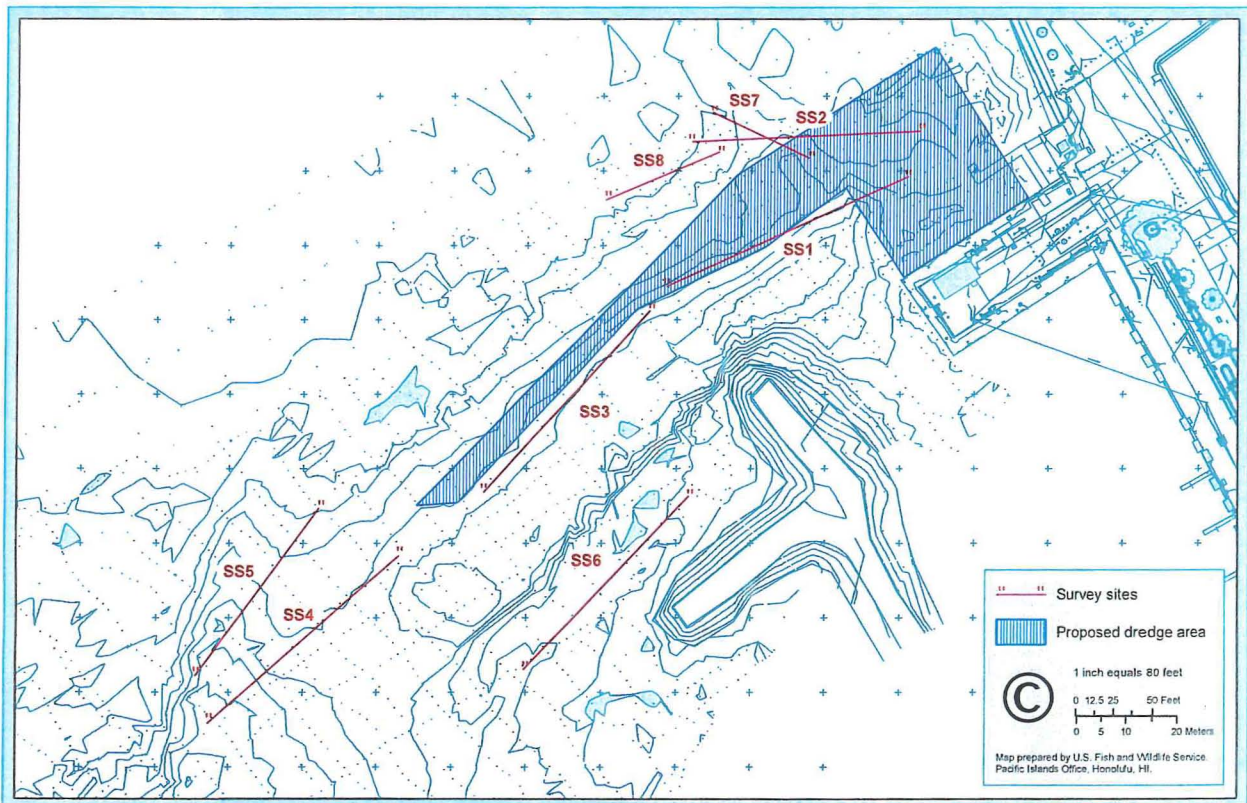 SS7
SS2
SS8
SS1
SS3
SS6
SS5
SS4
" " Survey sites
Proposed dredge area
1 inch equals 80 feet
C
0 12.5 25 50 Feet
0 5 10 20 Meters
Map prepared by U.S. Fish and Wildlife Service
Pacific Islands Office, Honolulu, HI.